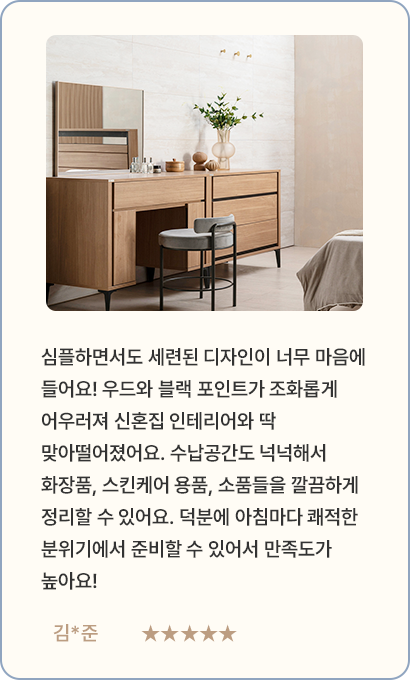 심플하면서도 세련된 디자인이 너무 마음에
들어요! 우드와 블랙 포인트가 조화롭게
어우러져 신혼집 인테리어와 딱
맞아떨어졌어요. 수납공간도 넉넉해서
화장품, 스킨케어 용품, 소품들을 깔끔하게
정리할 수 있어요. 덕분에 아침마다 쾌적한
분위기에서 준비할 수 있어서 만족도가
높아요!
김*준 ★★★★★